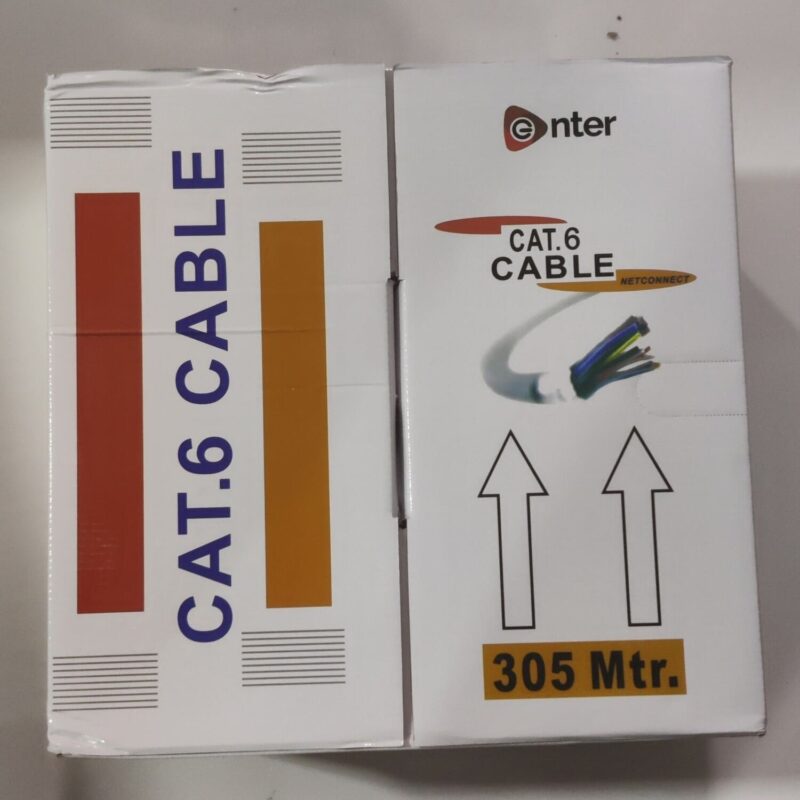 CAT.6 CABLE
enter
CAT.6
CABLE
NETCONNECT
305 Mtr.